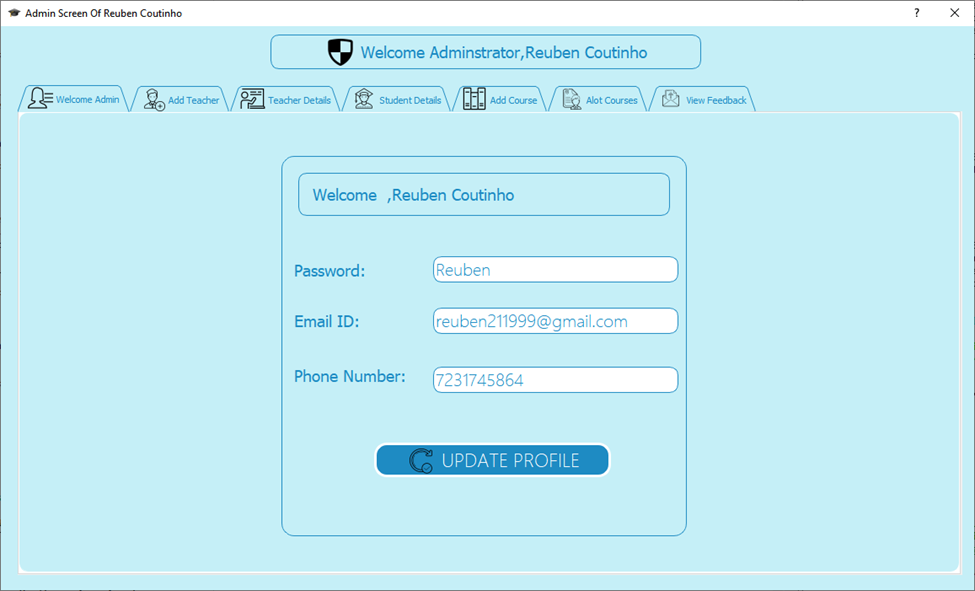 Admin Screen Of Reuben Coutinho
Welcome Adminstrator,Reuben Coutinho
Welcome Admin Add Teacher Teacher Details Student Details Add Course Alot Courses View Feedback
Welcome ,Reuben Coutinho
Password: Reuben
Email ID: reuben211999@gmail.com
Phone Number: 7231745864
UPDATE PROFILE